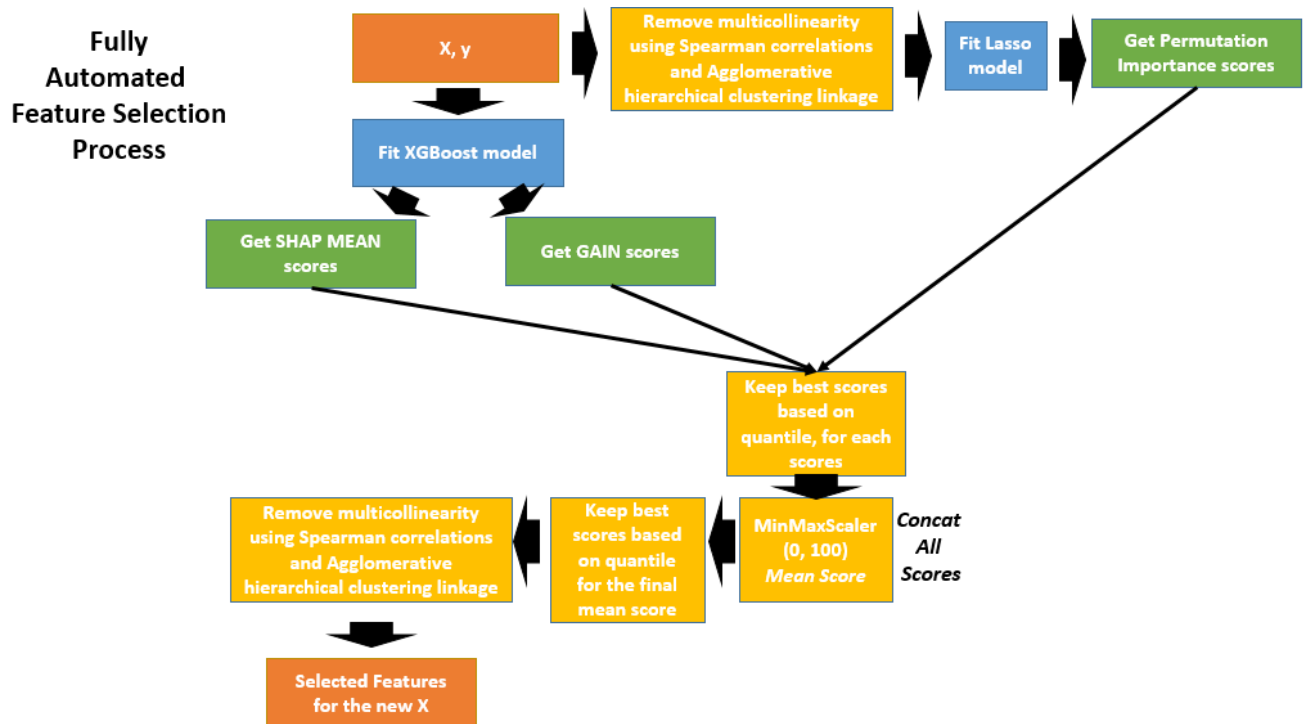 Fully
Automated
Feature Selection
Process
X, y
Remove multicollinearity
using Spearman correlations
and Agglomerative
hierarchical clustering linkage
Fit Lasso
model
Get Permutation
Importance scores
Fit XGBoost model
Get SHAP MEAN
scores
Get GAIN scores
Keep best scores
based on
quantile, for each
scores
MinMaxScaler
(0, 100)
Mean Score
Concat
All
Scores
Keep best
scores based
on quantile
for the final
mean score
Remove multicollinearity
using Spearman correlations
and Agglomerative
hierarchical clustering linkage
Selected Features
for the new X